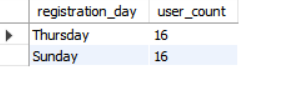 registration_day user_count
Thursday 16
Sunday 16